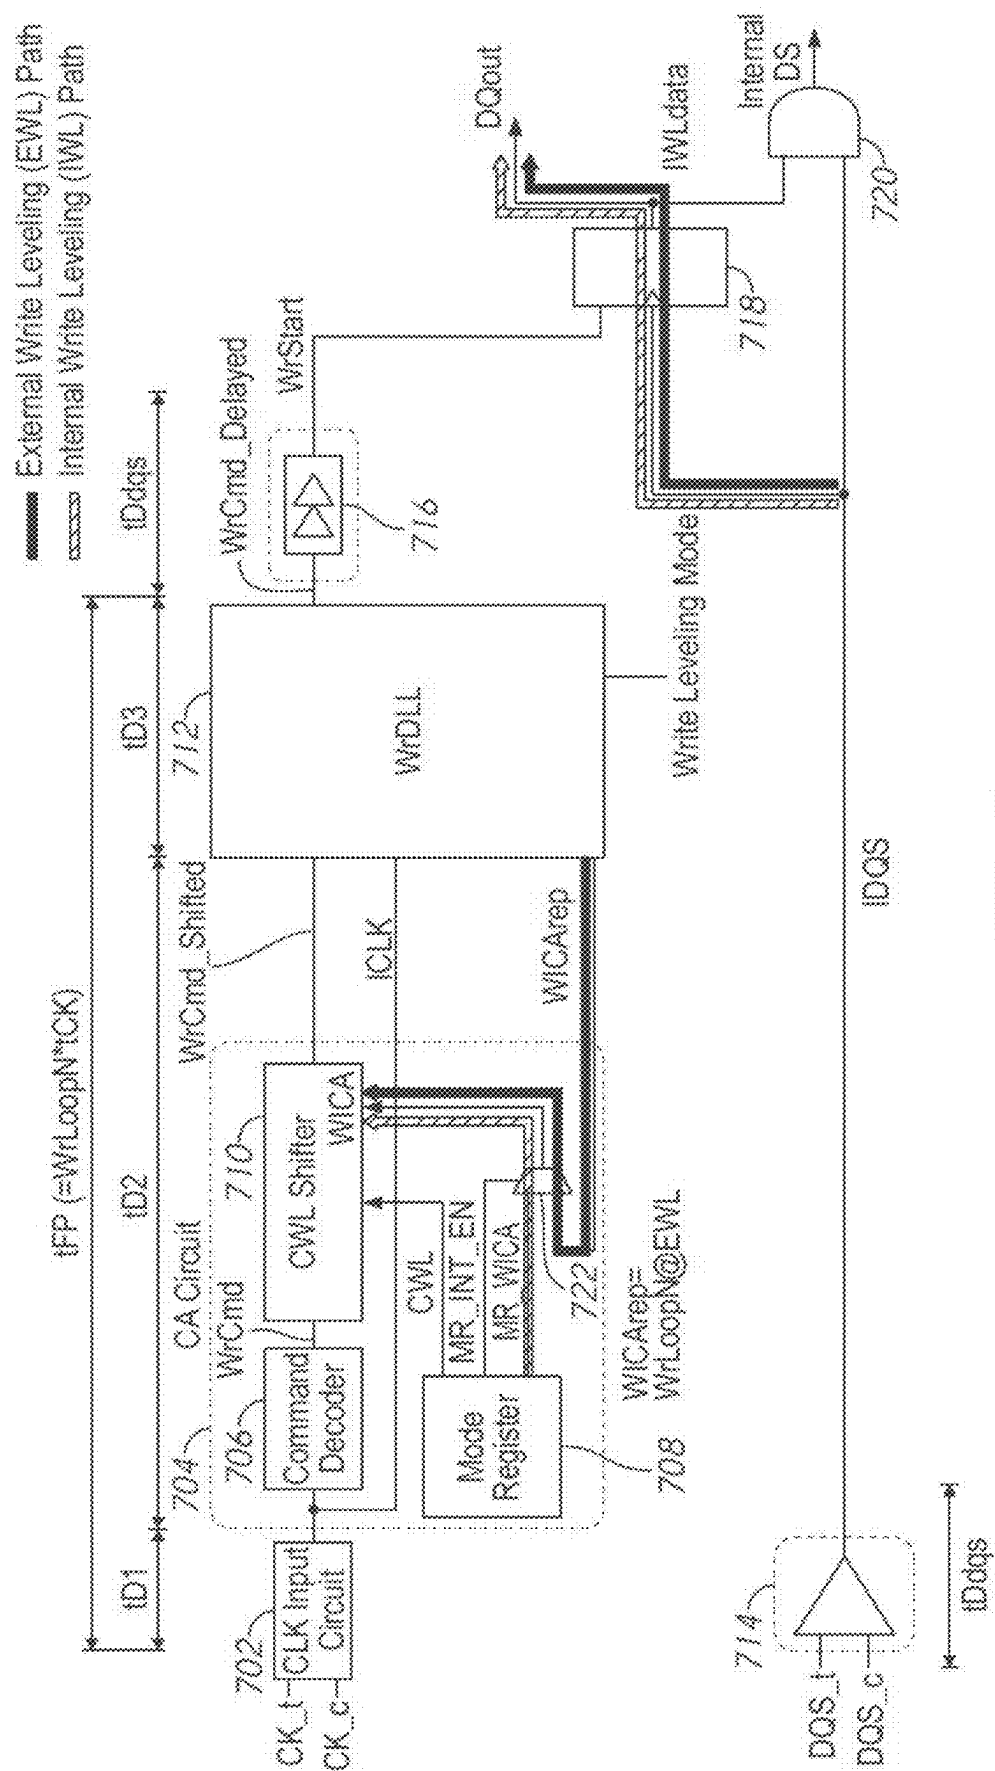 External Write Leveling (EWL) Path
Internal Write Leveling (IWL) Path
tFP (=WrLoopN*tCK)
tD1
tD2
tD3
tDdqs
CA Circuit
704
702
CLK Input
Circuit
CK_t
CK_c
706
Command
Decoder
WrCmd
710
CWL Shifter
WICA
WrCmd_Shifted
ICLK
712
WrDLL
WrCmd_Delayed
716
WrStart
CWL
MR_INT_EN
MR_WICA
Mode
Register
708
722
WICArep
WICArep=
WrLoopN@EWL
Write Leveling Mode
718
DQout
IWLdata
Internal
DS
720
IDQS
714
DQS_t
DQS_c
tDdqs